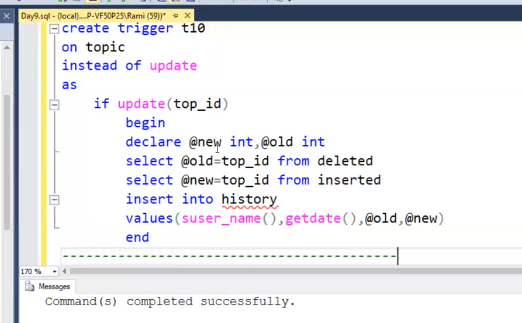 Day9.sql - (local)....P-VF50P25\Rami (59))*
create trigger t10
on topic
instead of update
as
if update(top_id)
begin
declare @new int,@old int
select @old=top_id from deleted
select @new=top_id from inserted
insert into history
values(suser_name(),getdate(),@old,@new)
end
------------------------------------------
170 %
Messages
Command(s) completed successfully.